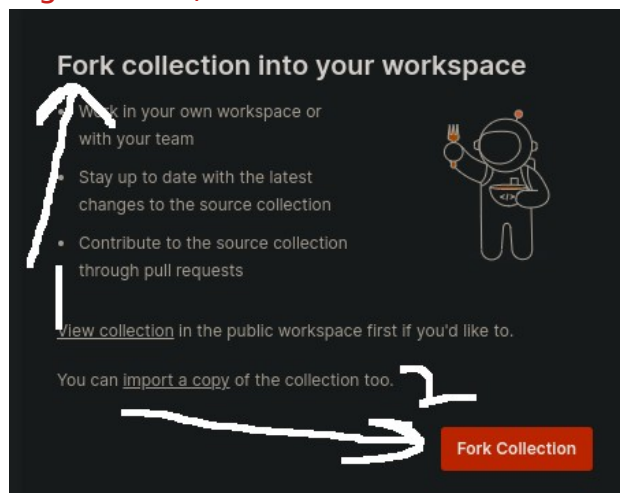 Fork collection into your workspace
• Work in your own workspace or
with your team
• Stay up to date with the latest
changes to the source collection
• Contribute to the source collection
through pull requests
View collection in the public workspace first if you'd like to.
You can import a copy of the collection too.
1
2
</>
Fork Collection